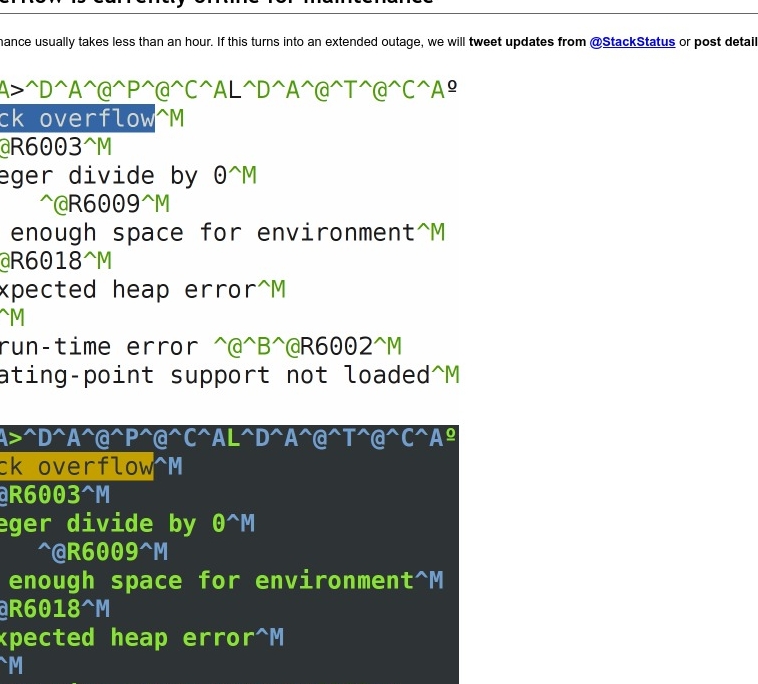 erflow is currently offline for maintenance
nance usually takes less than an hour. If this turns into an extended outage, we will tweet updates from @StackStatus or post detail
A>^D^A^@^P^@^C^AL^D^A^@^T^@^C^Aº
ck overflow^M
@R6003^M
eger divide by 0^M
^@R6009^M
enough space for environment^M
@R6018^M
xpected heap error^M
^M
run-time error ^@^B^@R6002^M
ating-point support not loaded^M
A>^D^A^@^P^@^C^AL^D^A^@^T^@^C^Aº
ck overflow^M
@R6003^M
eger divide by 0^M
^@R6009^M
enough space for environment^M
@R6018^M
xpected heap error^M
^M